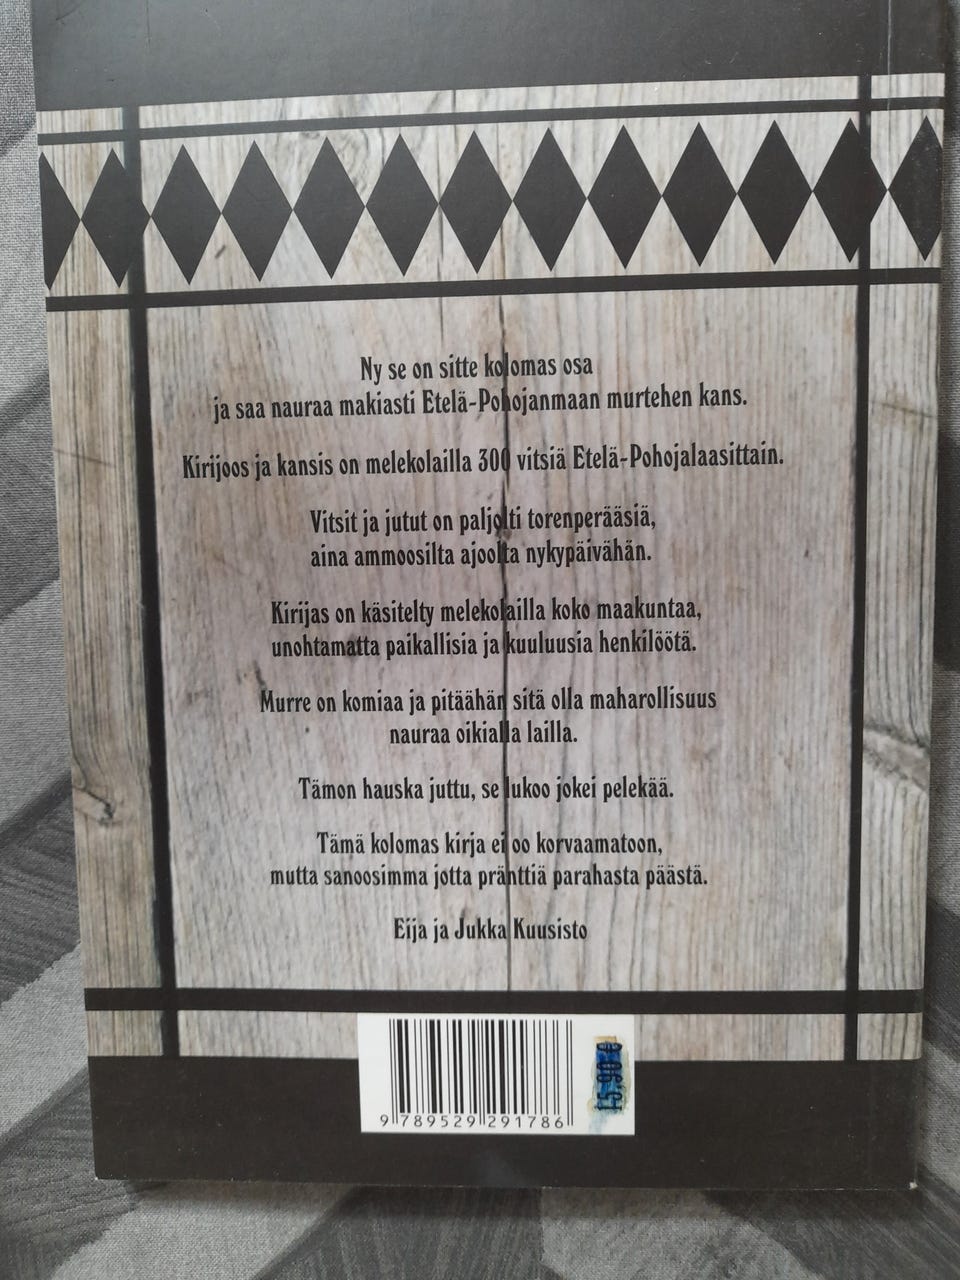 Ny se on sitte kolomas osa
ja saa nauraa makiasti Etelä-Pohojanmaan murtehen kans.
Kirijoos ja kansis on melekolailla 300 vitsiä Etelä-Pohojalaasittain.
Vitsit ja jutut on paljolti torenperääsiä,
aina ammoosilta ajoolta nykypäivähän.
Kirijas on käsitelty melekolailla koko maakuntaa,
unohtamatta paikallisia ja kuuluusia henkilöötä.
Murre on komiaa ja pitäähän sitä olla maharollisuus
nauraa oikialla lailla.
Tämon hauska juttu, se lukoo jokei pelekää.
Tämä kolomas kirja ei oo korvaamatoon,
mutta sanoosimma jotta pränttiä parahasta päästä.
Eija ja Jukka Kuusisto
9 789529 291786
15,90 €